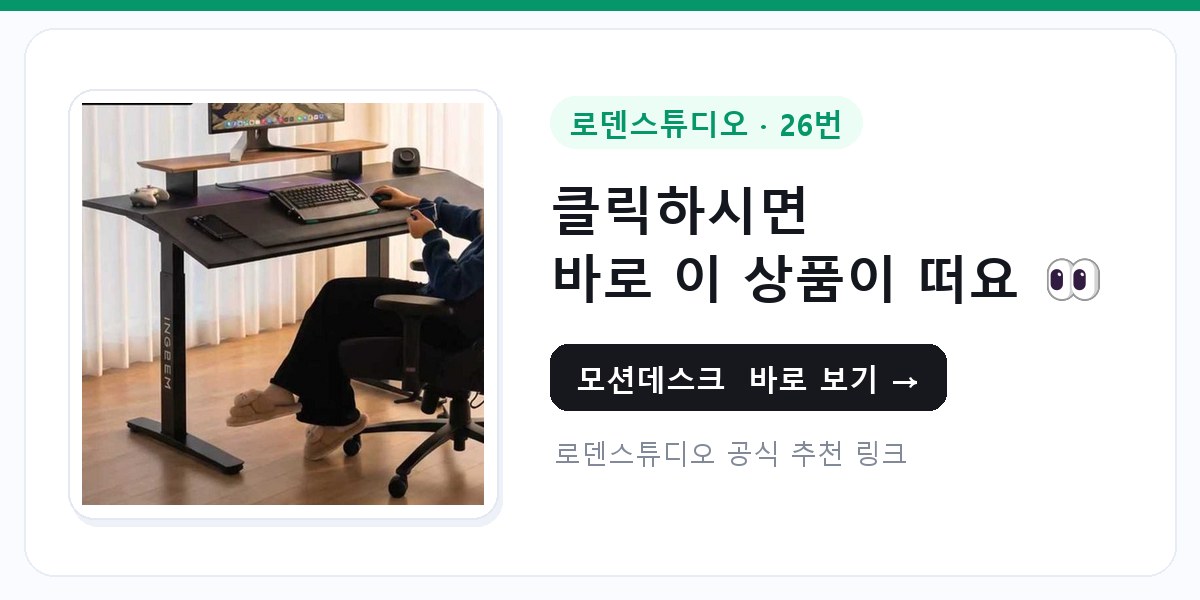 로덴스튜디오 · 26번
클릭하시면
바로 이 상품이 떠요 👀
모션데스크 바로 보기 →
로덴스튜디오 공식 추천 링크
INGBEM